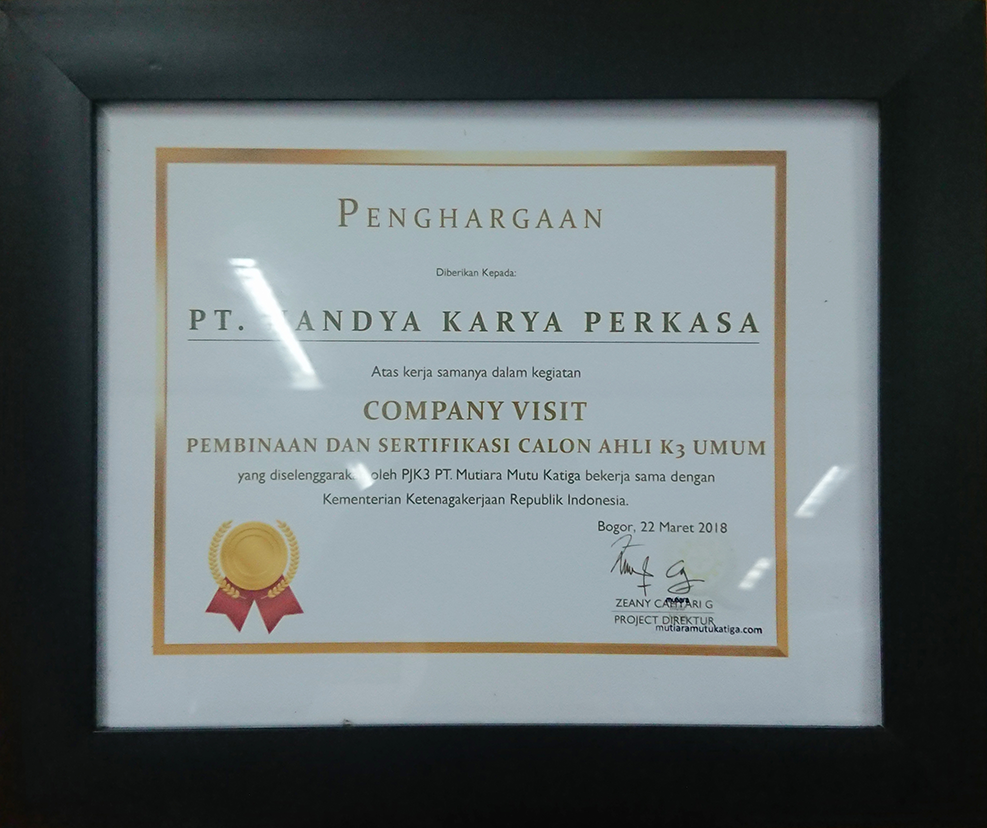 PENGHARGAAN
Diberikan Kepada:
PT. HANDYA KARYA PERKASA
Atas kerja samanya dalam kegiatan
COMPANY VISIT
PEMBINAAN DAN SERTIFIKASI CALON AHLI K3 UMUM
yang diselenggarakan oleh PJK3 PT. Mutiara Mutu Katiga bekerja sama dengan
Kementerian Ketenagakerjaan Republik Indonesia.
Bogor, 22 Maret 2018
ZEANY G
PROJECT DIREKTUR
mutiaramutukatiga.com